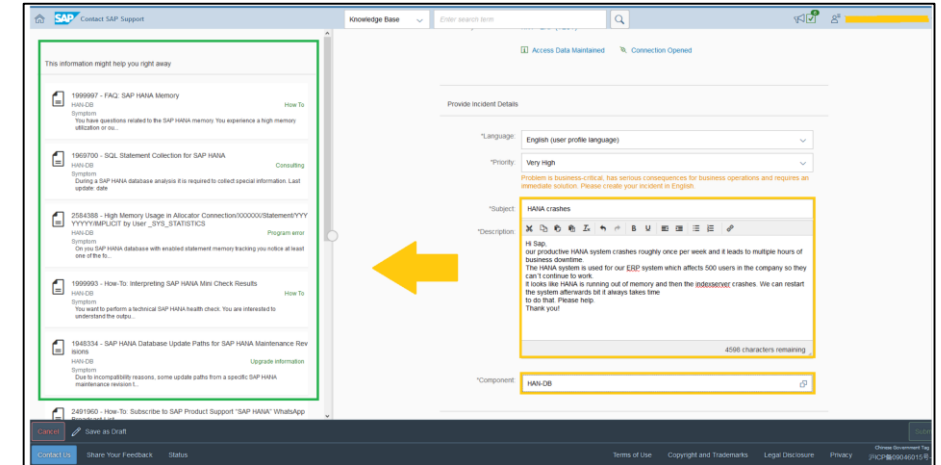 SAP Contact SAP Support
Knowledge Base
Enter search term
Access Data Maintained
Connection Opened
This information might help you right away
1999997 - FAQ: SAP HANA Memory
HAN-DB
How To
Symptom
You have questions related to the SAP HANA memory You experience a high memory
utilization or ou...
1969700 - SQL Statement Collection for SAP HANA
HAN-DB
Consulting
Symptom
During a SAP HANA database analysis it is required to collect special information. Last
update: date
2584388 - High Memory Usage in Allocator Connection/000000/Statement/YYY
YYYYY/IMPLICIT by User _SYS_STATISTICS
HAN-DB
Program error
Symptom
On you SAP HANA database with enabled statement memory tracking you notice at least
one of the fo...
1999993 - How-To: Interpreting SAP HANA Mini Check Results
HAN-DB
How To
Symptom
You want to perform a technical SAP HANA health check. You are interested to
understand the outpu...
1948334 - SAP HANA Database Update Paths for SAP HANA Maintenance Rev
isions
HAN-DB
Upgrade information
Symptom
Due to incompatibility reasons, some update paths from a specific SAP HANA
maintenance revision t...
2491960 - How-To: Subscribe to SAP Product Support "SAP HANA" WhatsApp
Provide Incident Details
*Language:
English (user profile language)
*Priority:
Very High
Problem is business-critical, has serious consequences for business operations and requires an
immediate solution. Please create your incident in English.
*Subject:
HANA crashes
*Description:
B U
Hi Sap,
our productive HANA system crashes roughly once per week and it leads to multiple hours of
business downtime.
The HANA system is used for our ERP system which affects 500 users in the company so they
can't continue to work.
It looks like HANA is running out of memory and then the indexserver crashes. We can restart
the system afterwards bit it always takes time
to do that. Please help.
Thank you!
4596 characters remaining
*Component:
HAN-DB
Cancel
Save as Draft
Contact Us
Share Your Feedback
Status
Terms of Use
Copyright and Trademarks
Legal Disclosure
Privacy
Chinese Government Tag